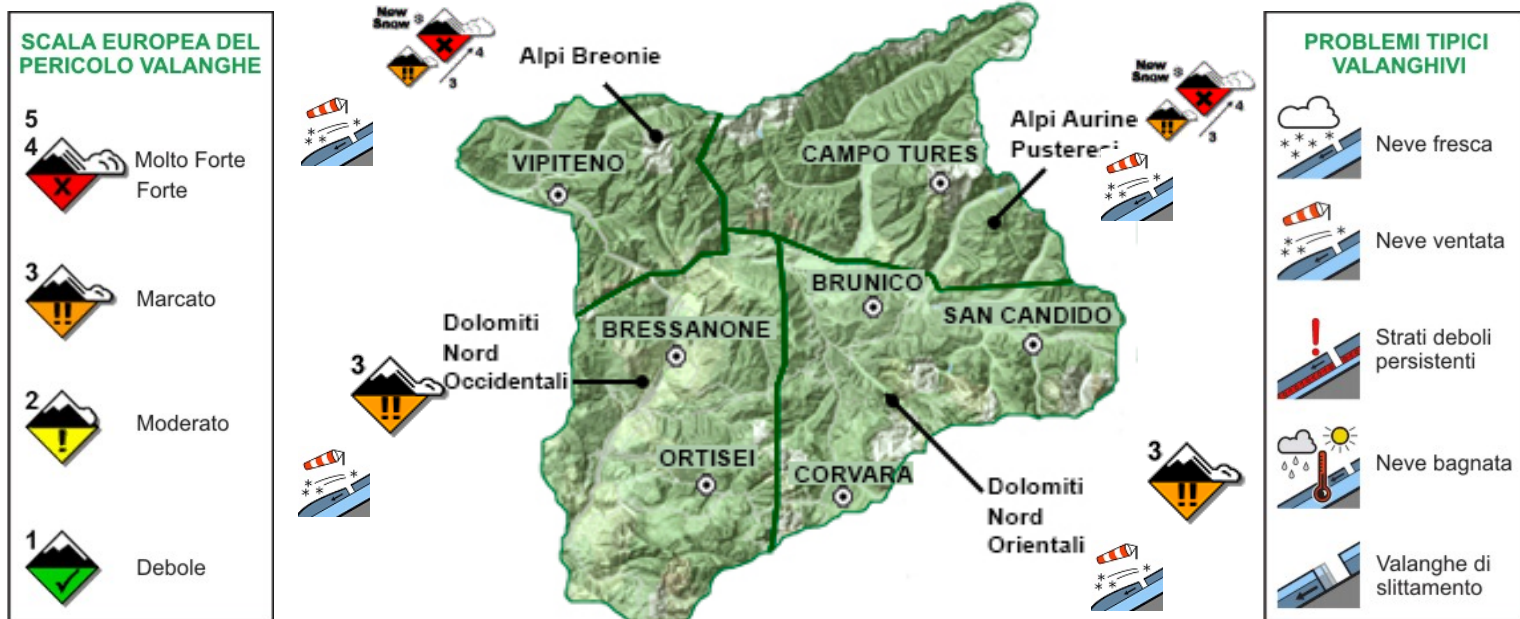 SCALA EUROPEA DEL
PERICOLO VALANGHE
5
4
Molto Forte
Forte
3
Marcato
2
Moderato
1
Debole
New
Snow
4
3
Alpi Breonie
VIPITENO
CAMPO TURES
Alpi Aurine
Pusteresi
New
Snow
4
3
BRUNICO
SAN CANDIDO
BRESSANONE
Dolomiti
Nord
Occidentali
3
ORTISEI
CORVARA
Dolomiti
Nord
Orientali
3
PROBLEMI TIPICI
VALANGHIVI
Neve fresca
Neve ventata
Strati deboli
persistenti
Neve bagnata
Valanghe di
slittamento